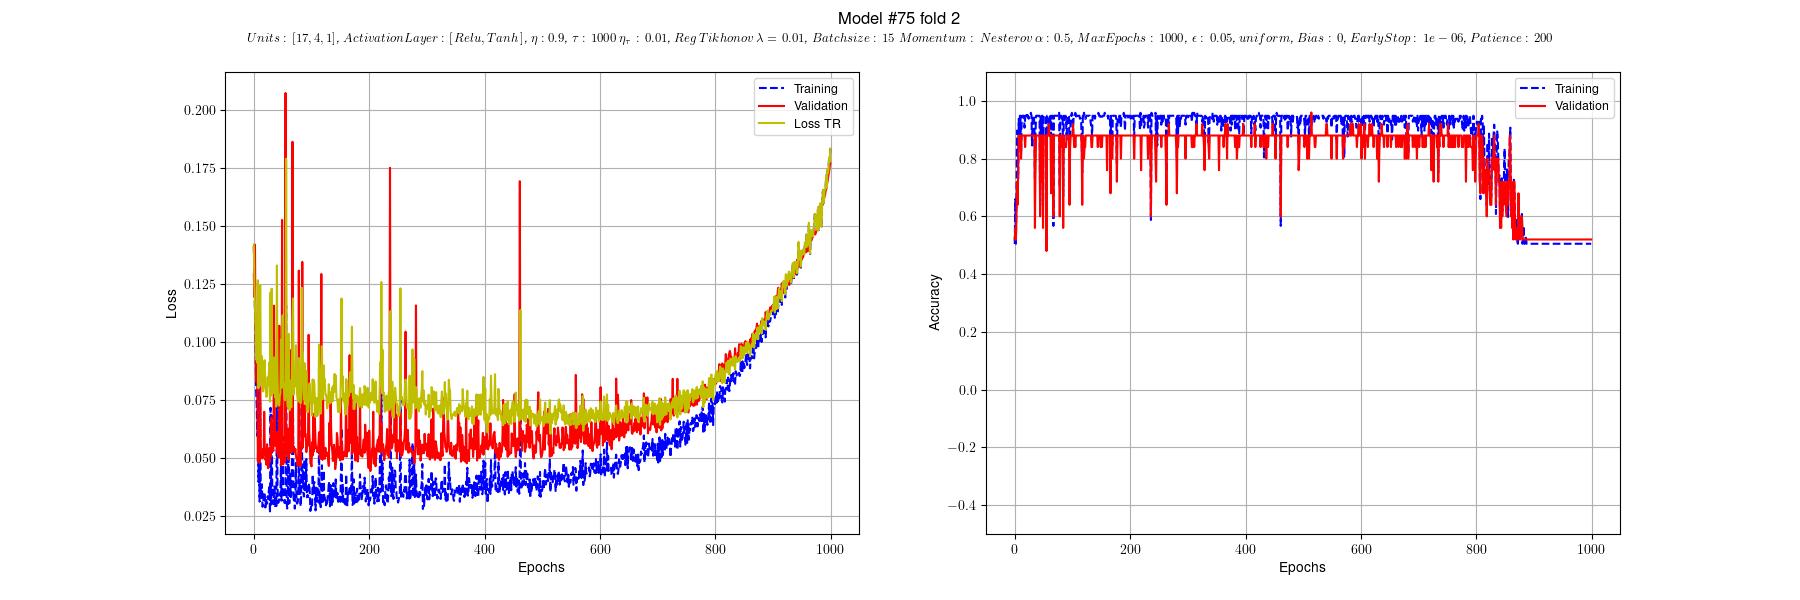 Model #75 fold 2
Units : [17, 4, 1], ActivationLayer : [Relu, Tanh], η : 0.9, τ : 1000 ητ : 0.01, Reg Tikhonov λ = 0.01, Batchsize : 15 Momentum : Nesterov α : 0.5, MaxEpochs : 1000, ϵ : 0.05, uniform, Bias : 0, EarlyStop : 1e − 06, Patience : 200
Training
Validation
Loss TR
0.200
0.175
0.150
0.125
0.100
0.075
0.050
0.025
Loss
0 200 400 600 800 1000
Epochs
Training
Validation
1.0
0.8
0.6
0.4
0.2
0.0
−0.2
−0.4
Accuracy
0 200 400 600 800 1000
Epochs